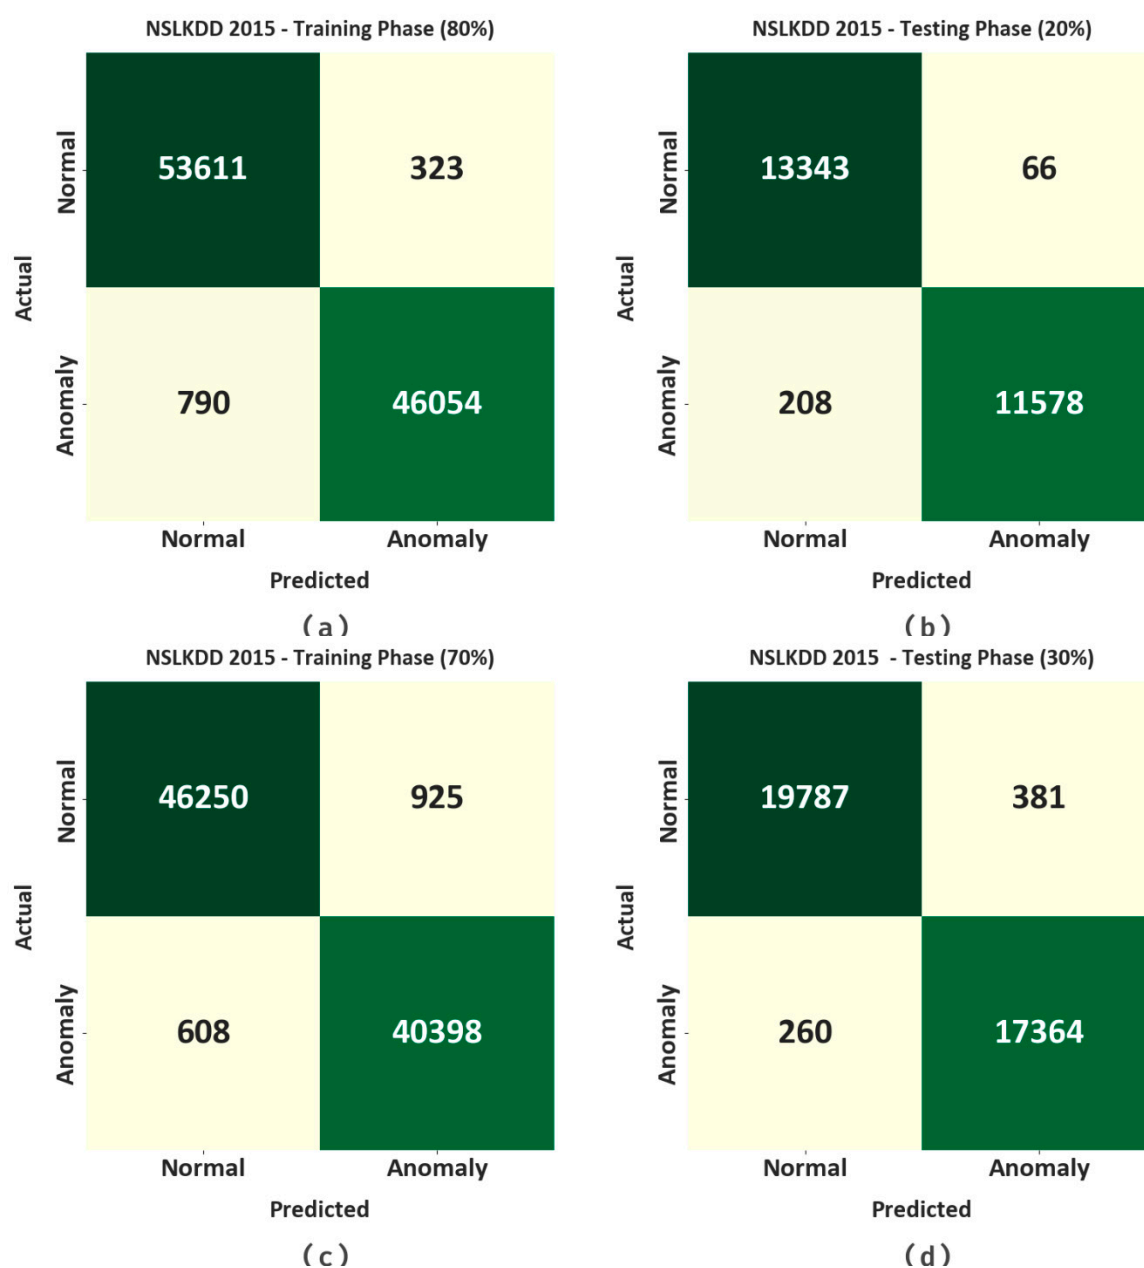 NSLKDD 2015 - Training Phase (80%)
Actual
Normal
53611 323
Anomaly
790 46054
Normal Anomaly
Predicted
(a)
NSLKDD 2015 - Testing Phase (20%)
Actual
Normal
13343 66
Anomaly
208 11578
Normal Anomaly
Predicted
(b)
NSLKDD 2015 - Training Phase (70%)
Actual
Normal
46250 925
Anomaly
608 40398
Normal Anomaly
Predicted
(c)
NSLKDD 2015 - Testing Phase (30%)
Actual
Normal
19787 381
Anomaly
260 17364
Normal Anomaly
Predicted
(d)